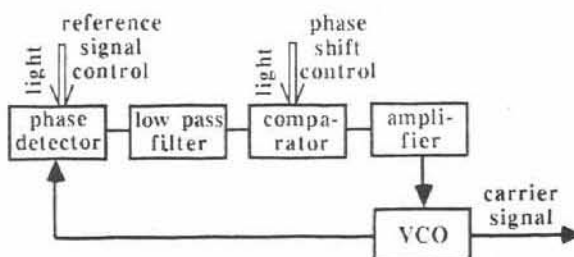 reference
signal
control
light
phase
shift
control
light
phase
detector
low pass
filter
compa-
rator
ampli-
fier
carrier
signal
VCO